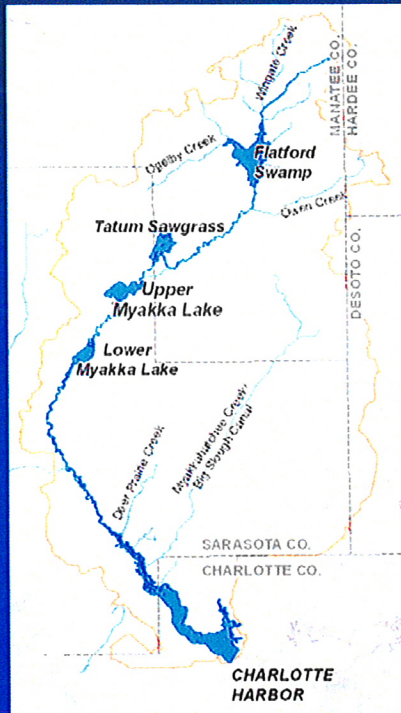 Wingate Creek
MANATEE CO.
HARDEE CO.
Ogelby Creek
Flatford
Swamp
Owen Creek
Tatum Sawgrass
DESOTO CO.
Upper
Myakka Lake
Lower
Myakka Lake
Myakkahatchee Creek/
Big Slough Canal
Deer Prairie Creek
SARASOTA CO.
CHARLOTTE CO.
CHARLOTTE
HARBOR